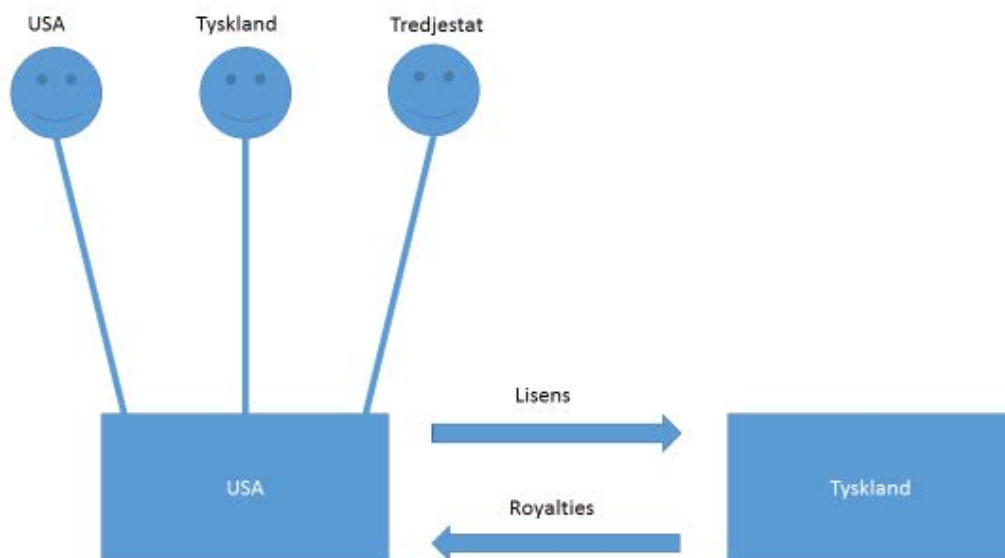 USA
Tyskland
Tredjestat
Lisens
USA
Tyskland
Royalties